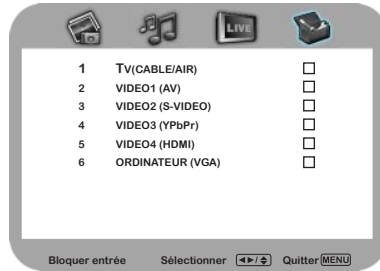 LIVE
1 TV(CABLE/AIR)
2 VIDEO1 (AV)
3 VIDEO2 (S-VIDEO)
4 VIDEO3 (YPbPr)
5 VIDEO4 (HDMI)
6 ORDINATEUR (VGA)
Bloquer entrée Sélectionner ◄►/♦ Quitter MENU